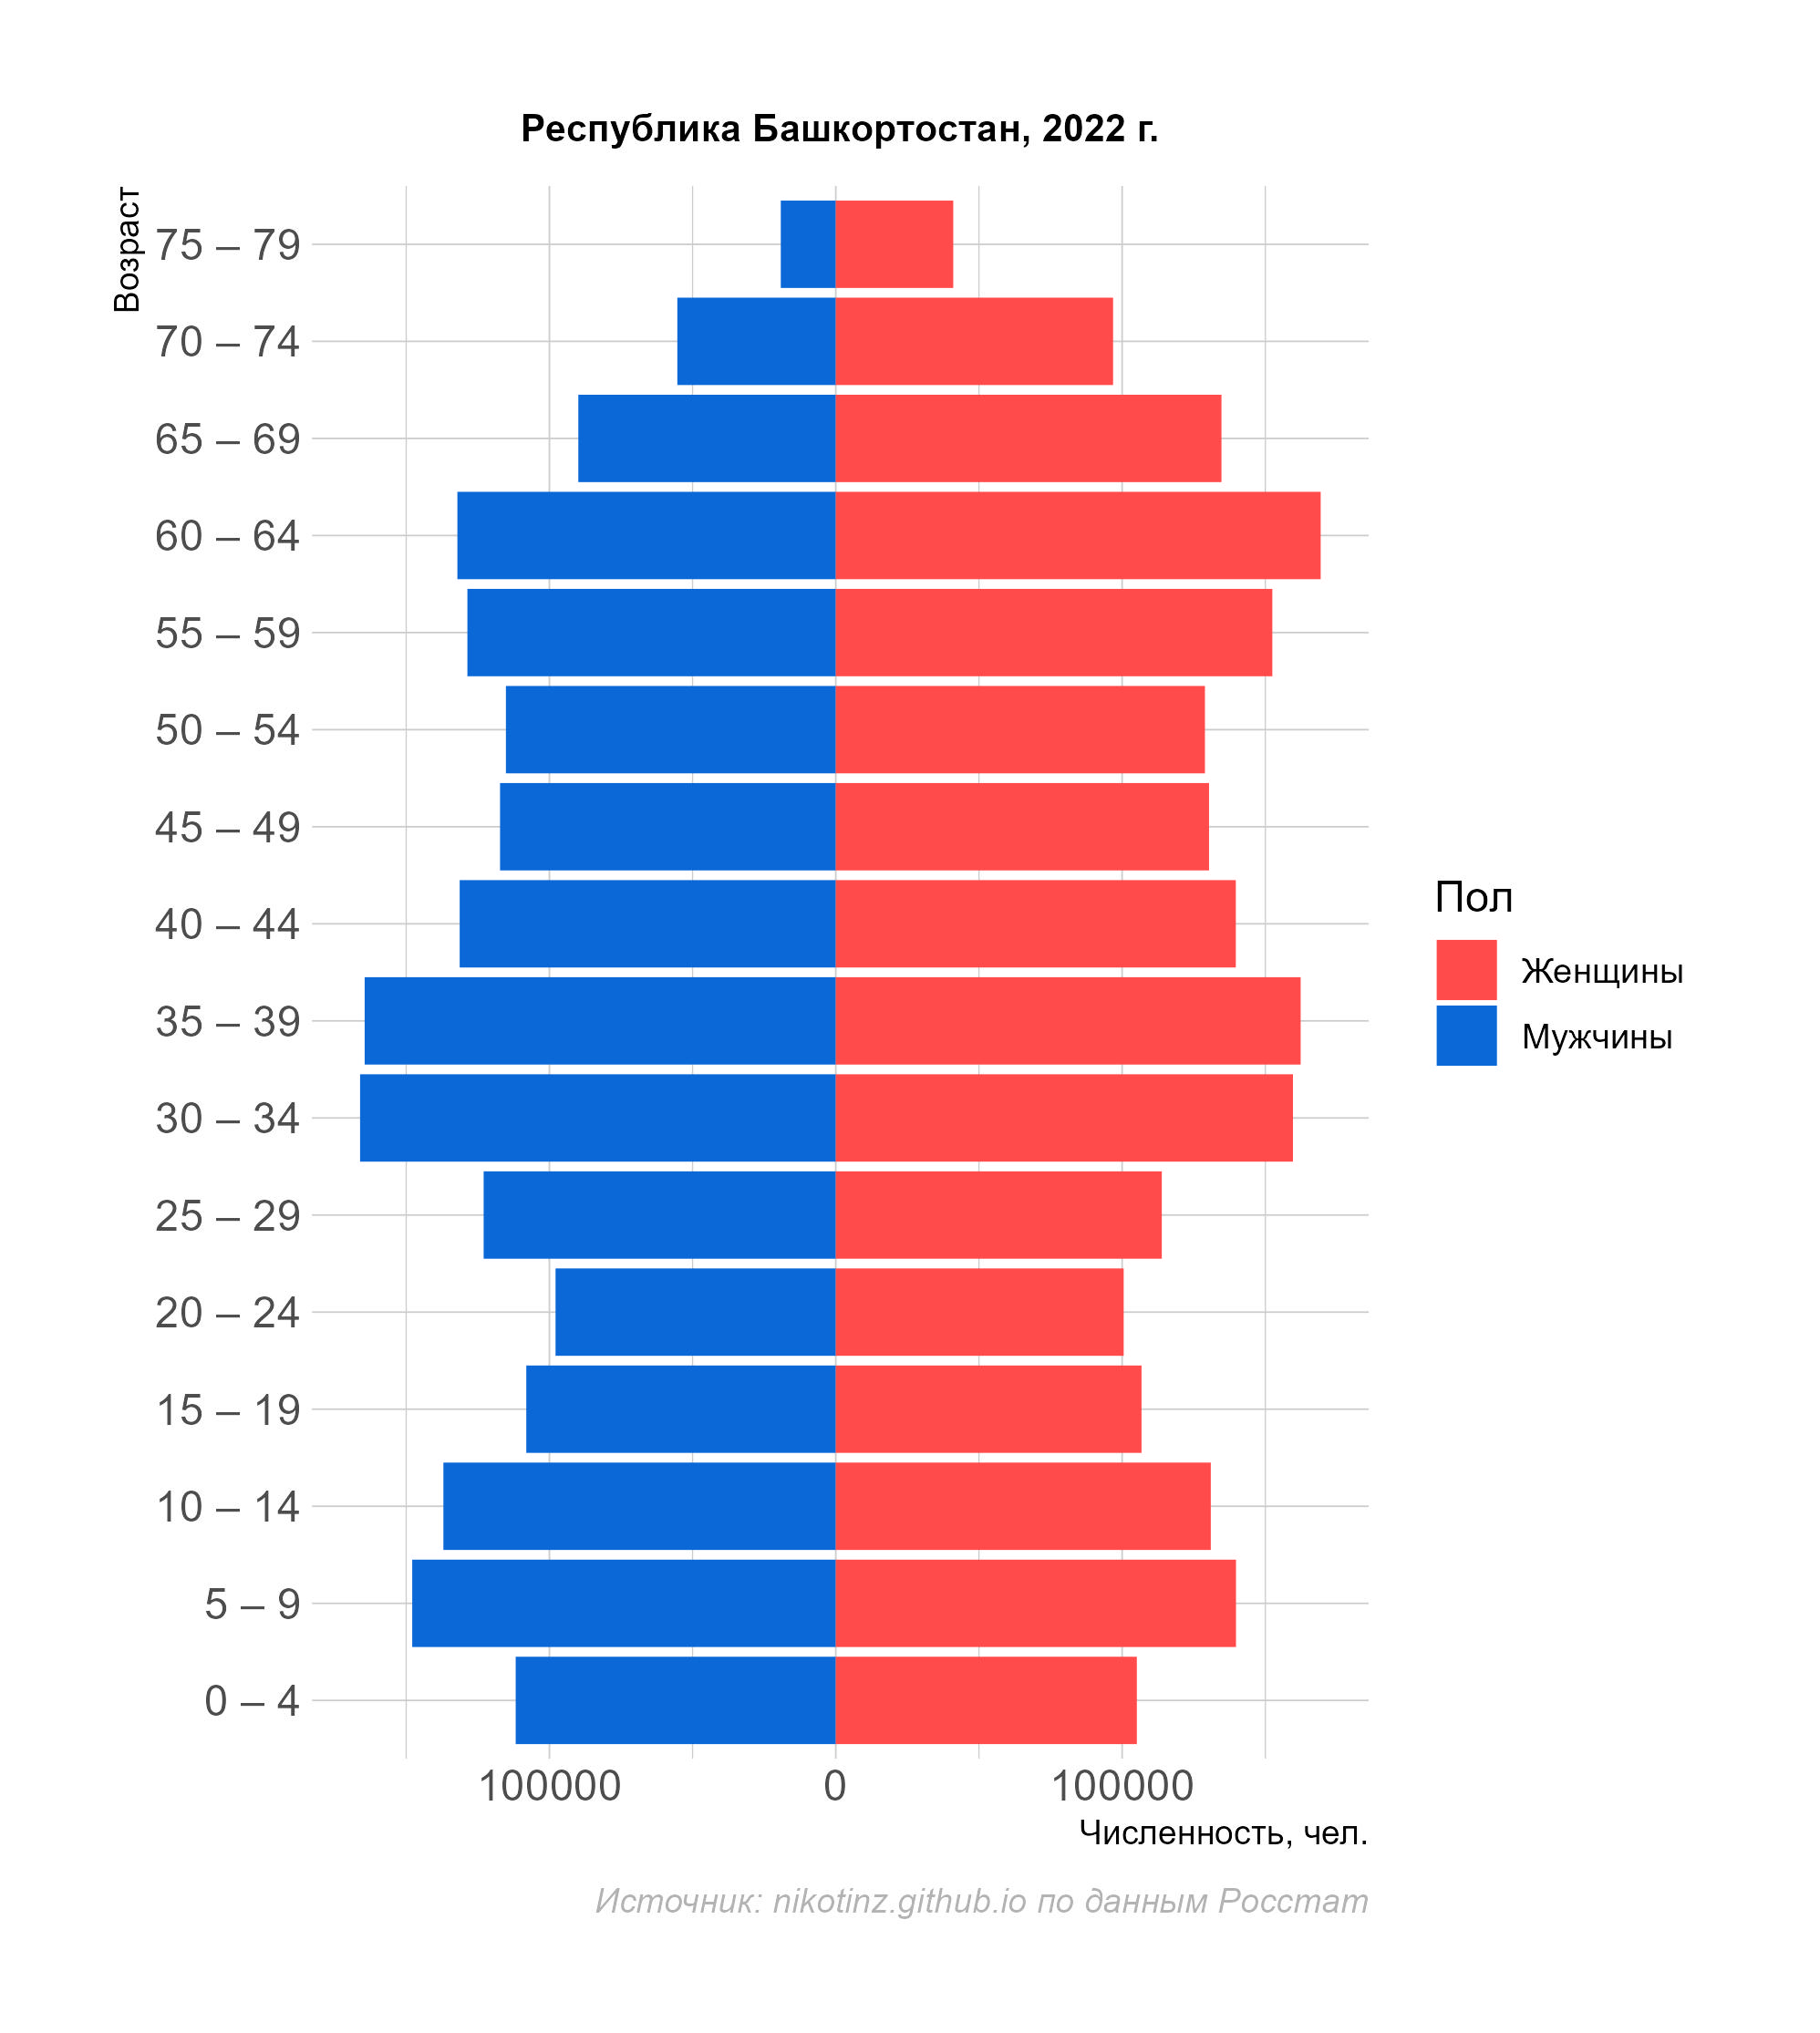 Республика Башкортостан, 2022 г.
Возраст
75 – 79
70 – 74
65 – 69
60 – 64
55 – 59
50 – 54
45 – 49
40 – 44
35 – 39
30 – 34
25 – 29
20 – 24
15 – 19
10 – 14
5 – 9
0 – 4
100000 0 100000
Численность, чел.
Пол
Женщины
Мужчины
Источник: nikotinz.github.io по данным Росстат